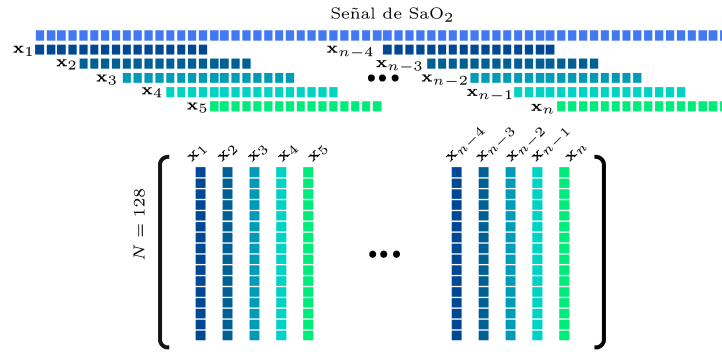 Señal de SaO₂
x₁ xₙ₋₄
x₂ xₙ₋₃
x₃ ••• xₙ₋₂
x₄ xₙ₋₁
x₅ xₙ
x₁ x₂ x₃ x₄ x₅ xₙ₋₄ xₙ₋₃ xₙ₋₂ xₙ₋₁ xₙ
N = 128
•••